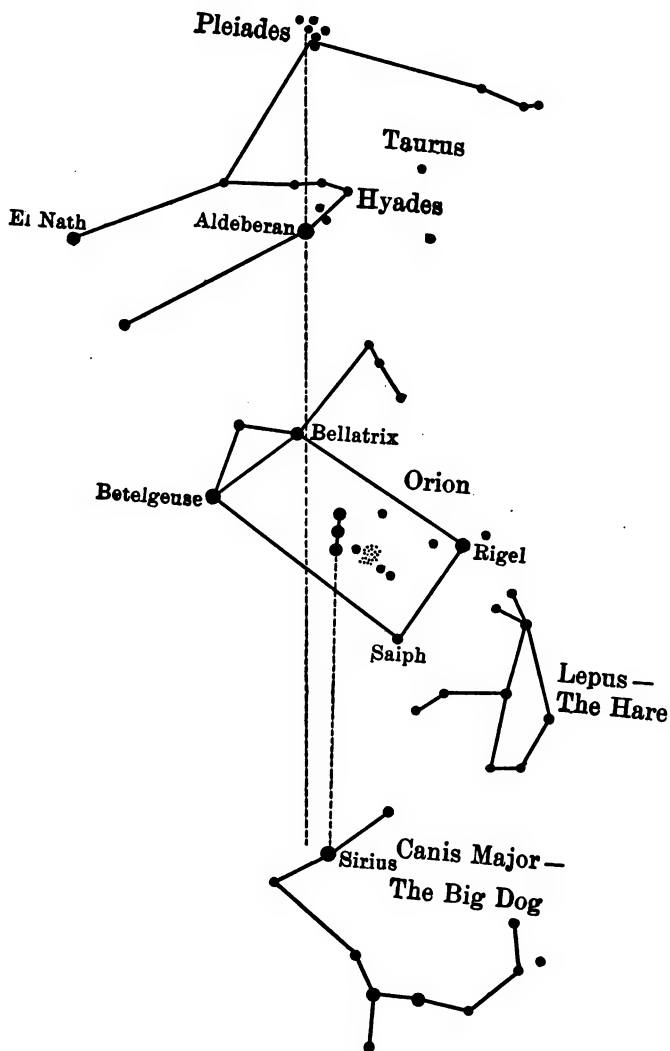 Pleiades
Taurus
Hyades
El Nath
Aldeberan
Bellatrix
Orion
Betelgeuse
Rigel
Saiph
Lepus—
The Hare
Sirius
Canis Major—
The Big Dog